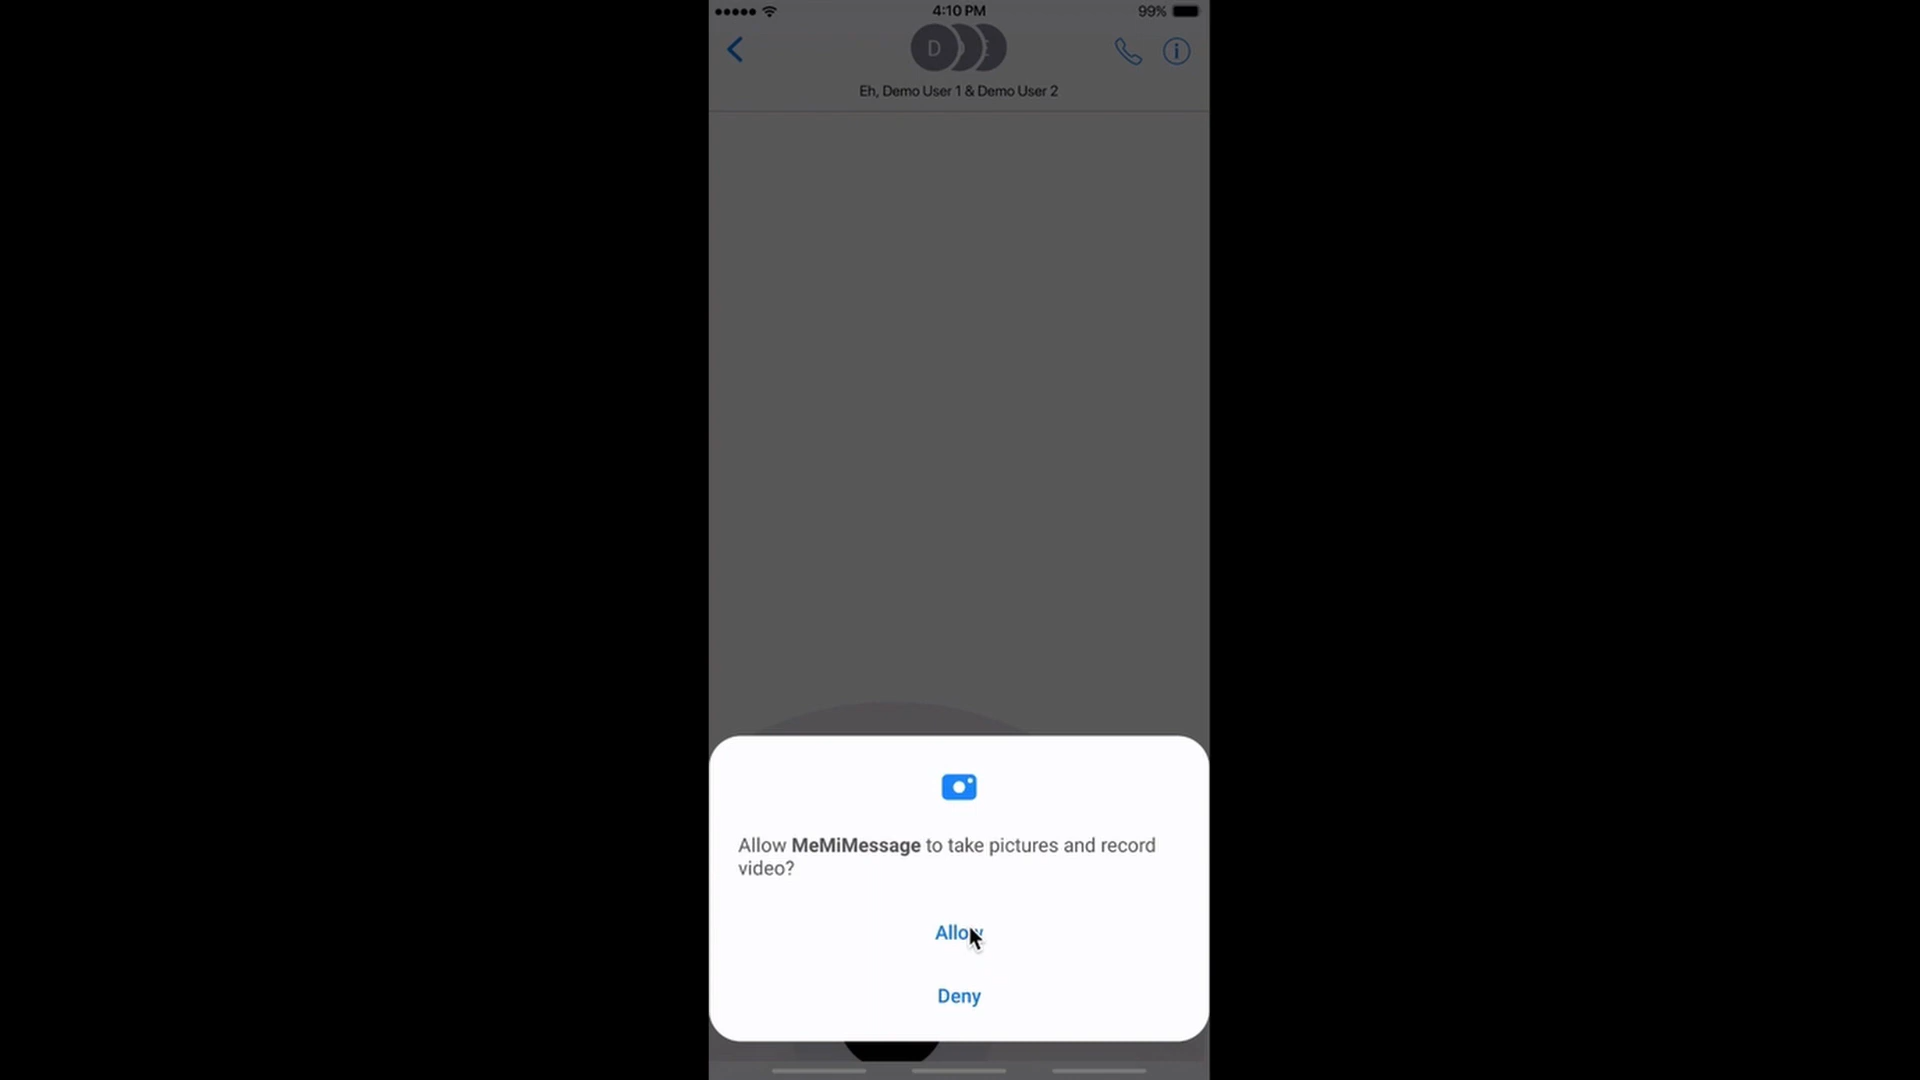 4:10 PM
99%
D
Eh, Demo User 1 & Demo User 2
Allow MeMiMessage to take pictures and record
video?
Allow
Deny